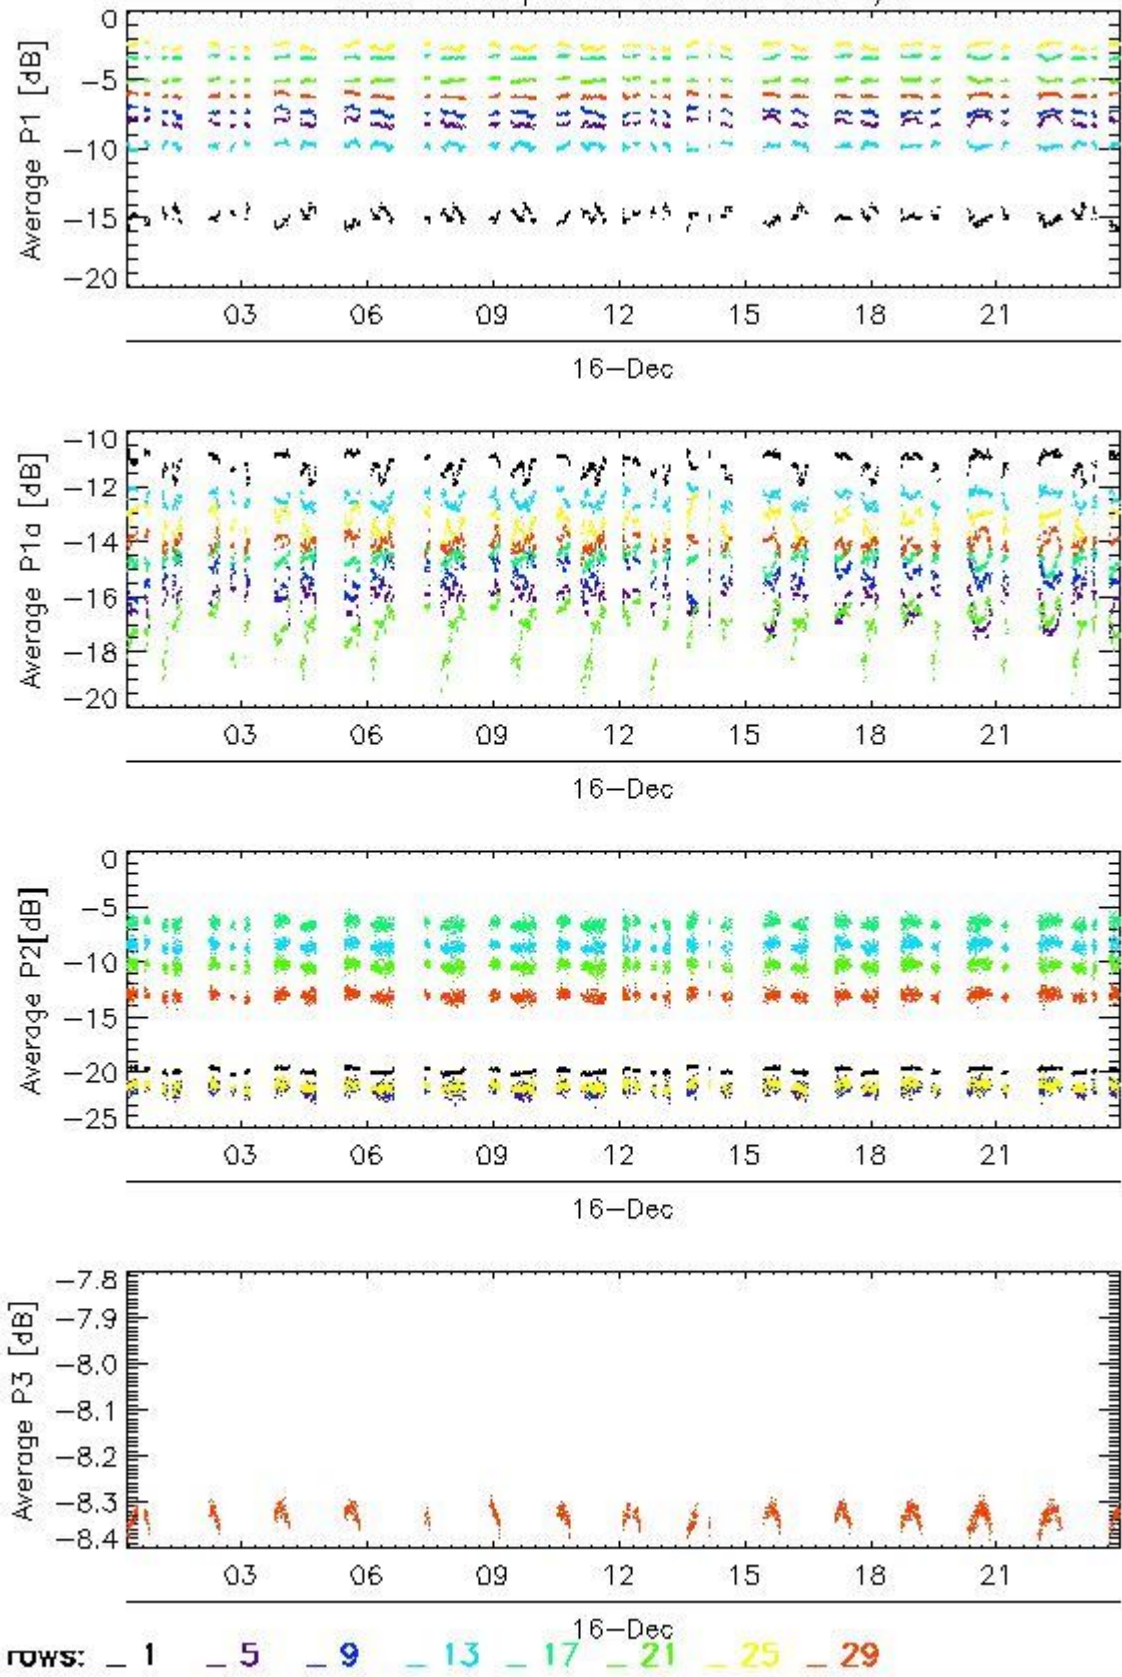 0
−5
−10
−15
−20
Average P1 [dB]
03 06 09 12 15 18 21
16−Dec
−10
−12
−14
−16
−18
−20
Average P1a [dB]
03 06 09 12 15 18 21
16−Dec
0
−5
−10
−15
−20
−25
Average P2[dB]
03 06 09 12 15 18 21
16−Dec
−7.8
−7.9
−8.0
−8.1
−8.2
−8.3
−8.4
Average P3 [dB]
03 06 09 12 15 18 21
16−Dec
rows: _ 1 _ 5 _ 9 _ 13 _ 17 _ 21 _ 25 _ 29